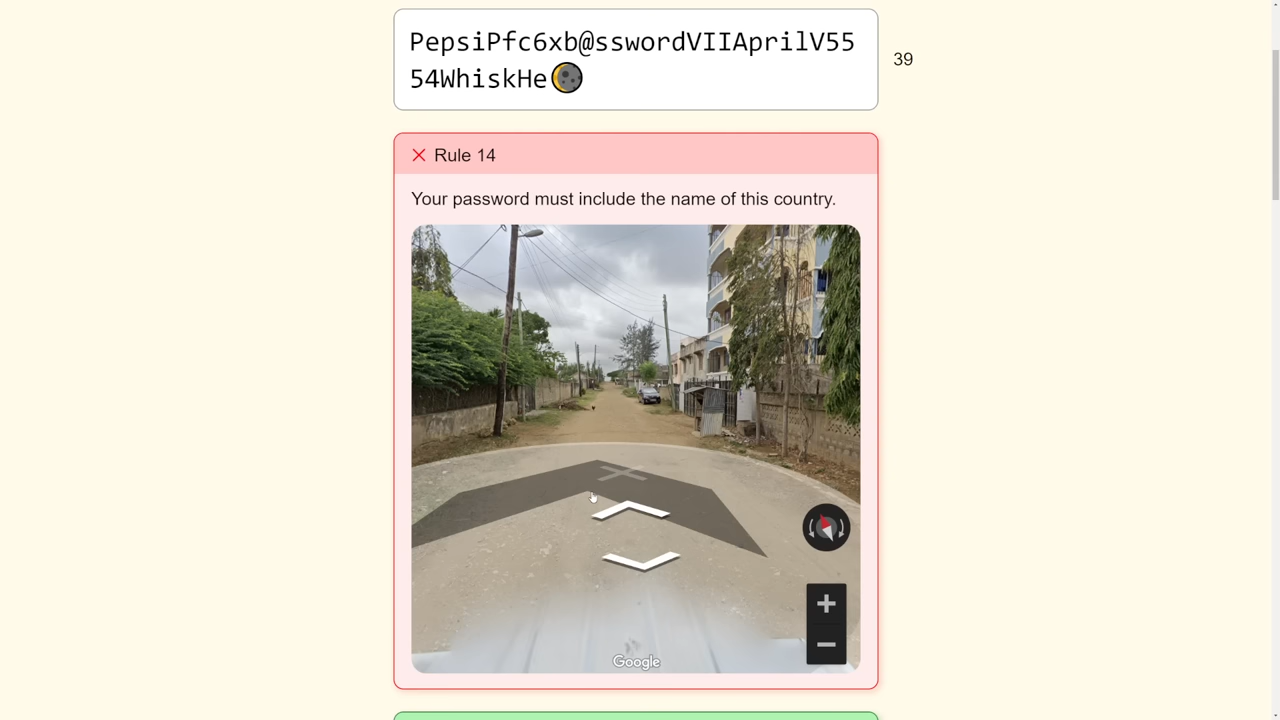 PepsiPfc6xb@sswordVIIAprilV55
54WhiskHe🌘
39
Rule 14
Your password must include the name of this country.
Google